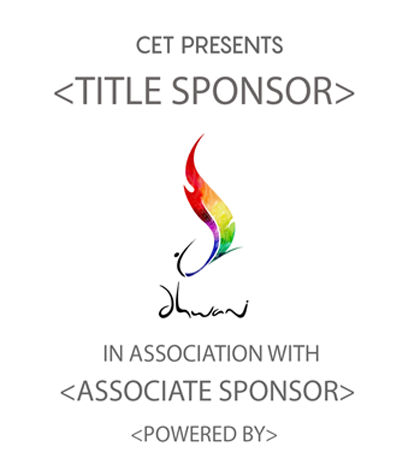 CET PRESENTS
<TITLE SPONSOR>
dhwani
IN ASSOCIATION WITH
<ASSOCIATE SPONSOR>
<POWERED BY>